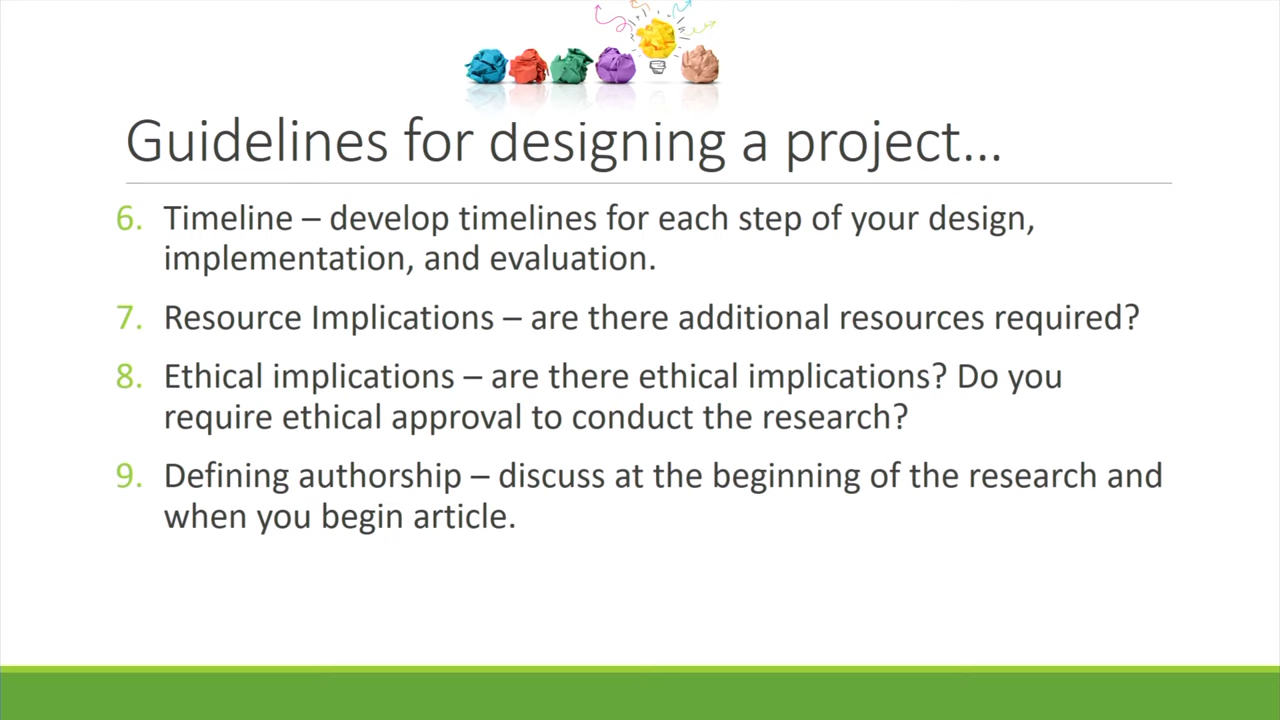 Guidelines for designing a project...
6. Timeline – develop timelines for each step of your design,
implementation, and evaluation.
7. Resource Implications – are there additional resources required?
8. Ethical implications – are there ethical implications? Do you
require ethical approval to conduct the research?
9. Defining authorship – discuss at the beginning of the research and
when you begin article.